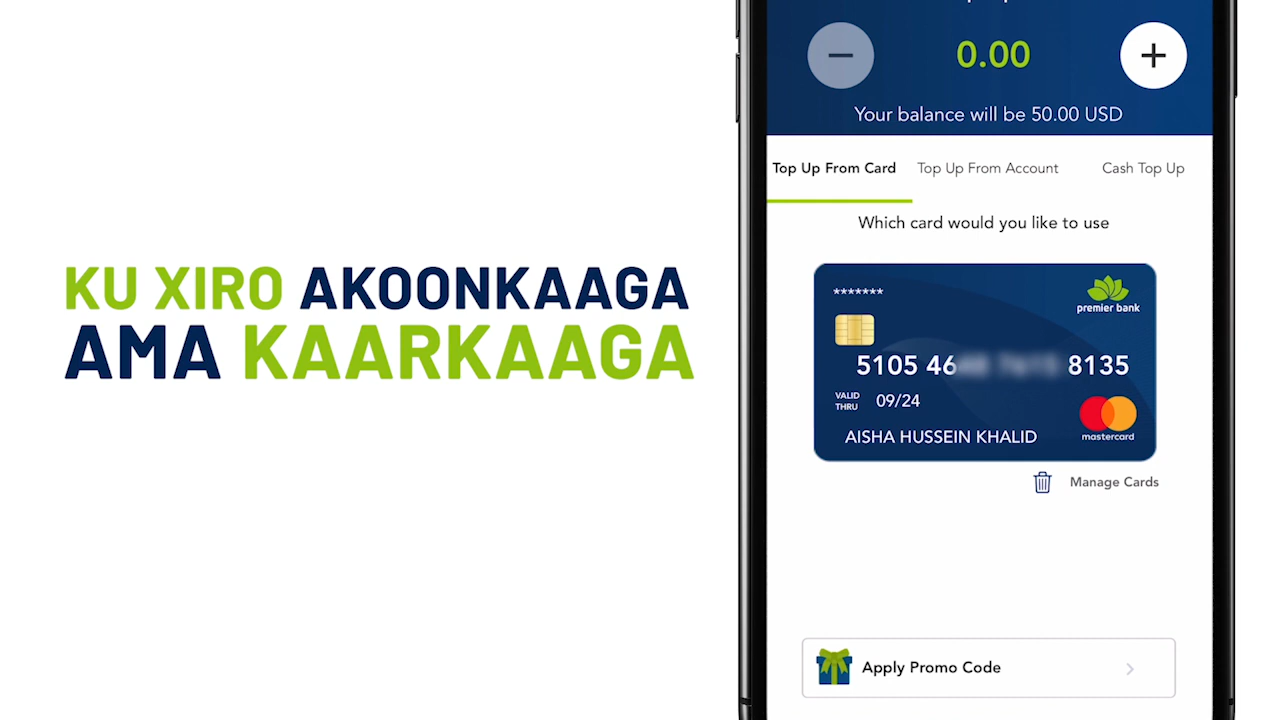 KU XIRO AKOONKAAGA
AMA KAARKAAGA
0.00
Your balance will be 50.00 USD
Top Up From Card
Top Up From Account
Cash Top Up
Which card would you like to use
*******
premier bank
5105 46 8135
VALID
THRU 09/24
mastercard
AISHA HUSSEIN KHALID
Manage Cards
Apply Promo Code